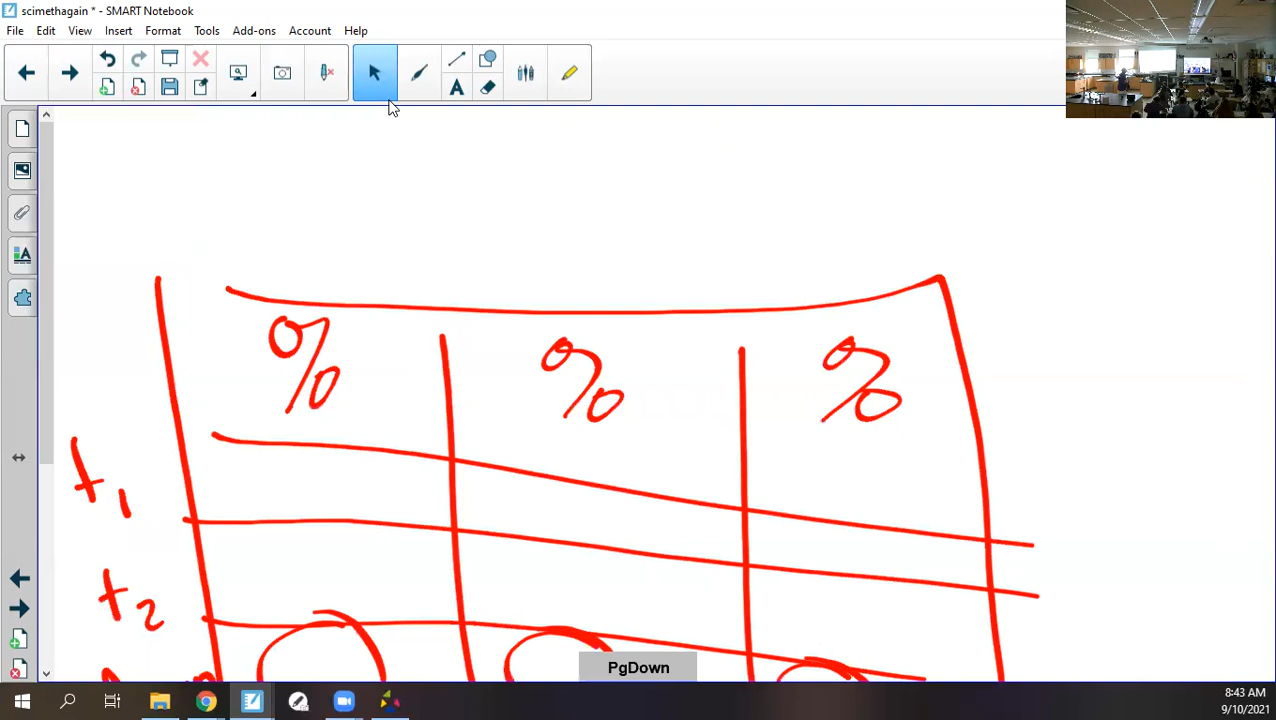 scimethagain * - SMART Notebook
File Edit View Insert Format Tools Add-ons Account Help
% % %
t1
t2
PgDown
8:43 AM
9/10/2021